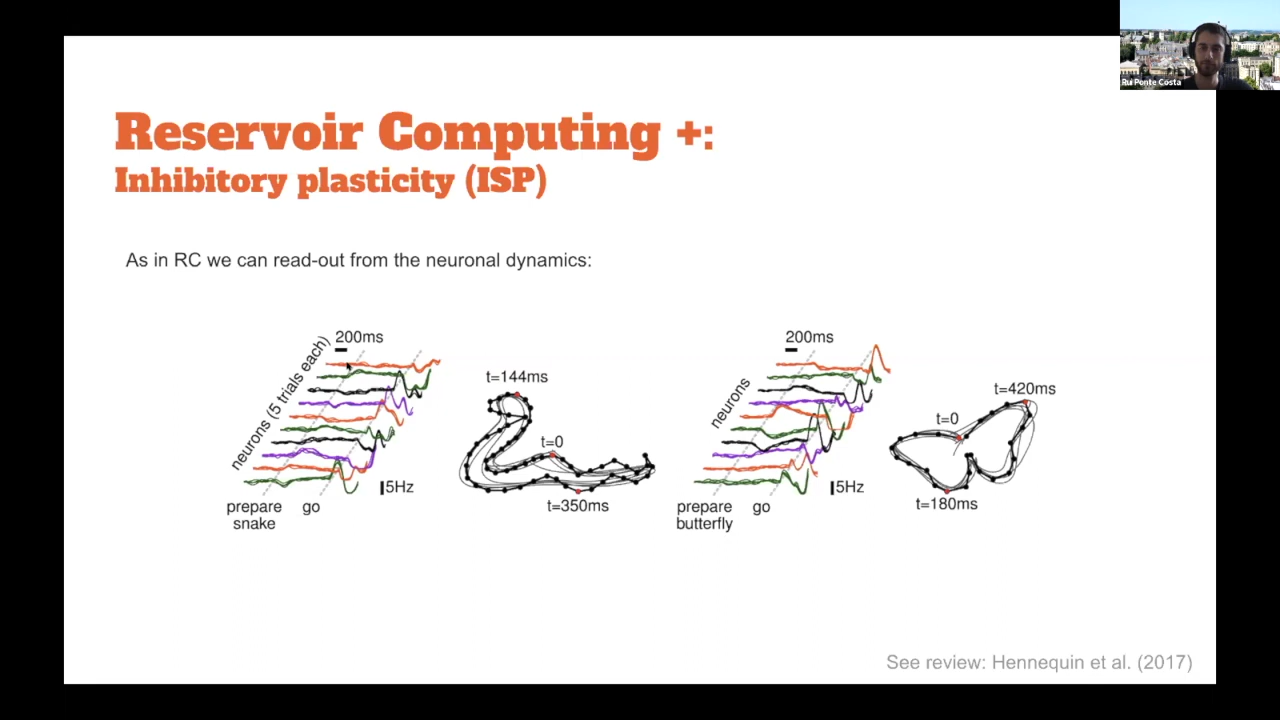 Rui Ponte Costa
Reservoir Computing +:
Inhibitory plasticity (ISP)
As in RC we can read-out from the neuronal dynamics:
neurons (5 trials each)
200ms
5Hz
prepare
snake
go
t=144ms
t=0
t=350ms
neurons
200ms
5Hz
prepare
butterfly
go
t=420ms
t=0
t=180ms
See review: Hennequin et al. (2017)